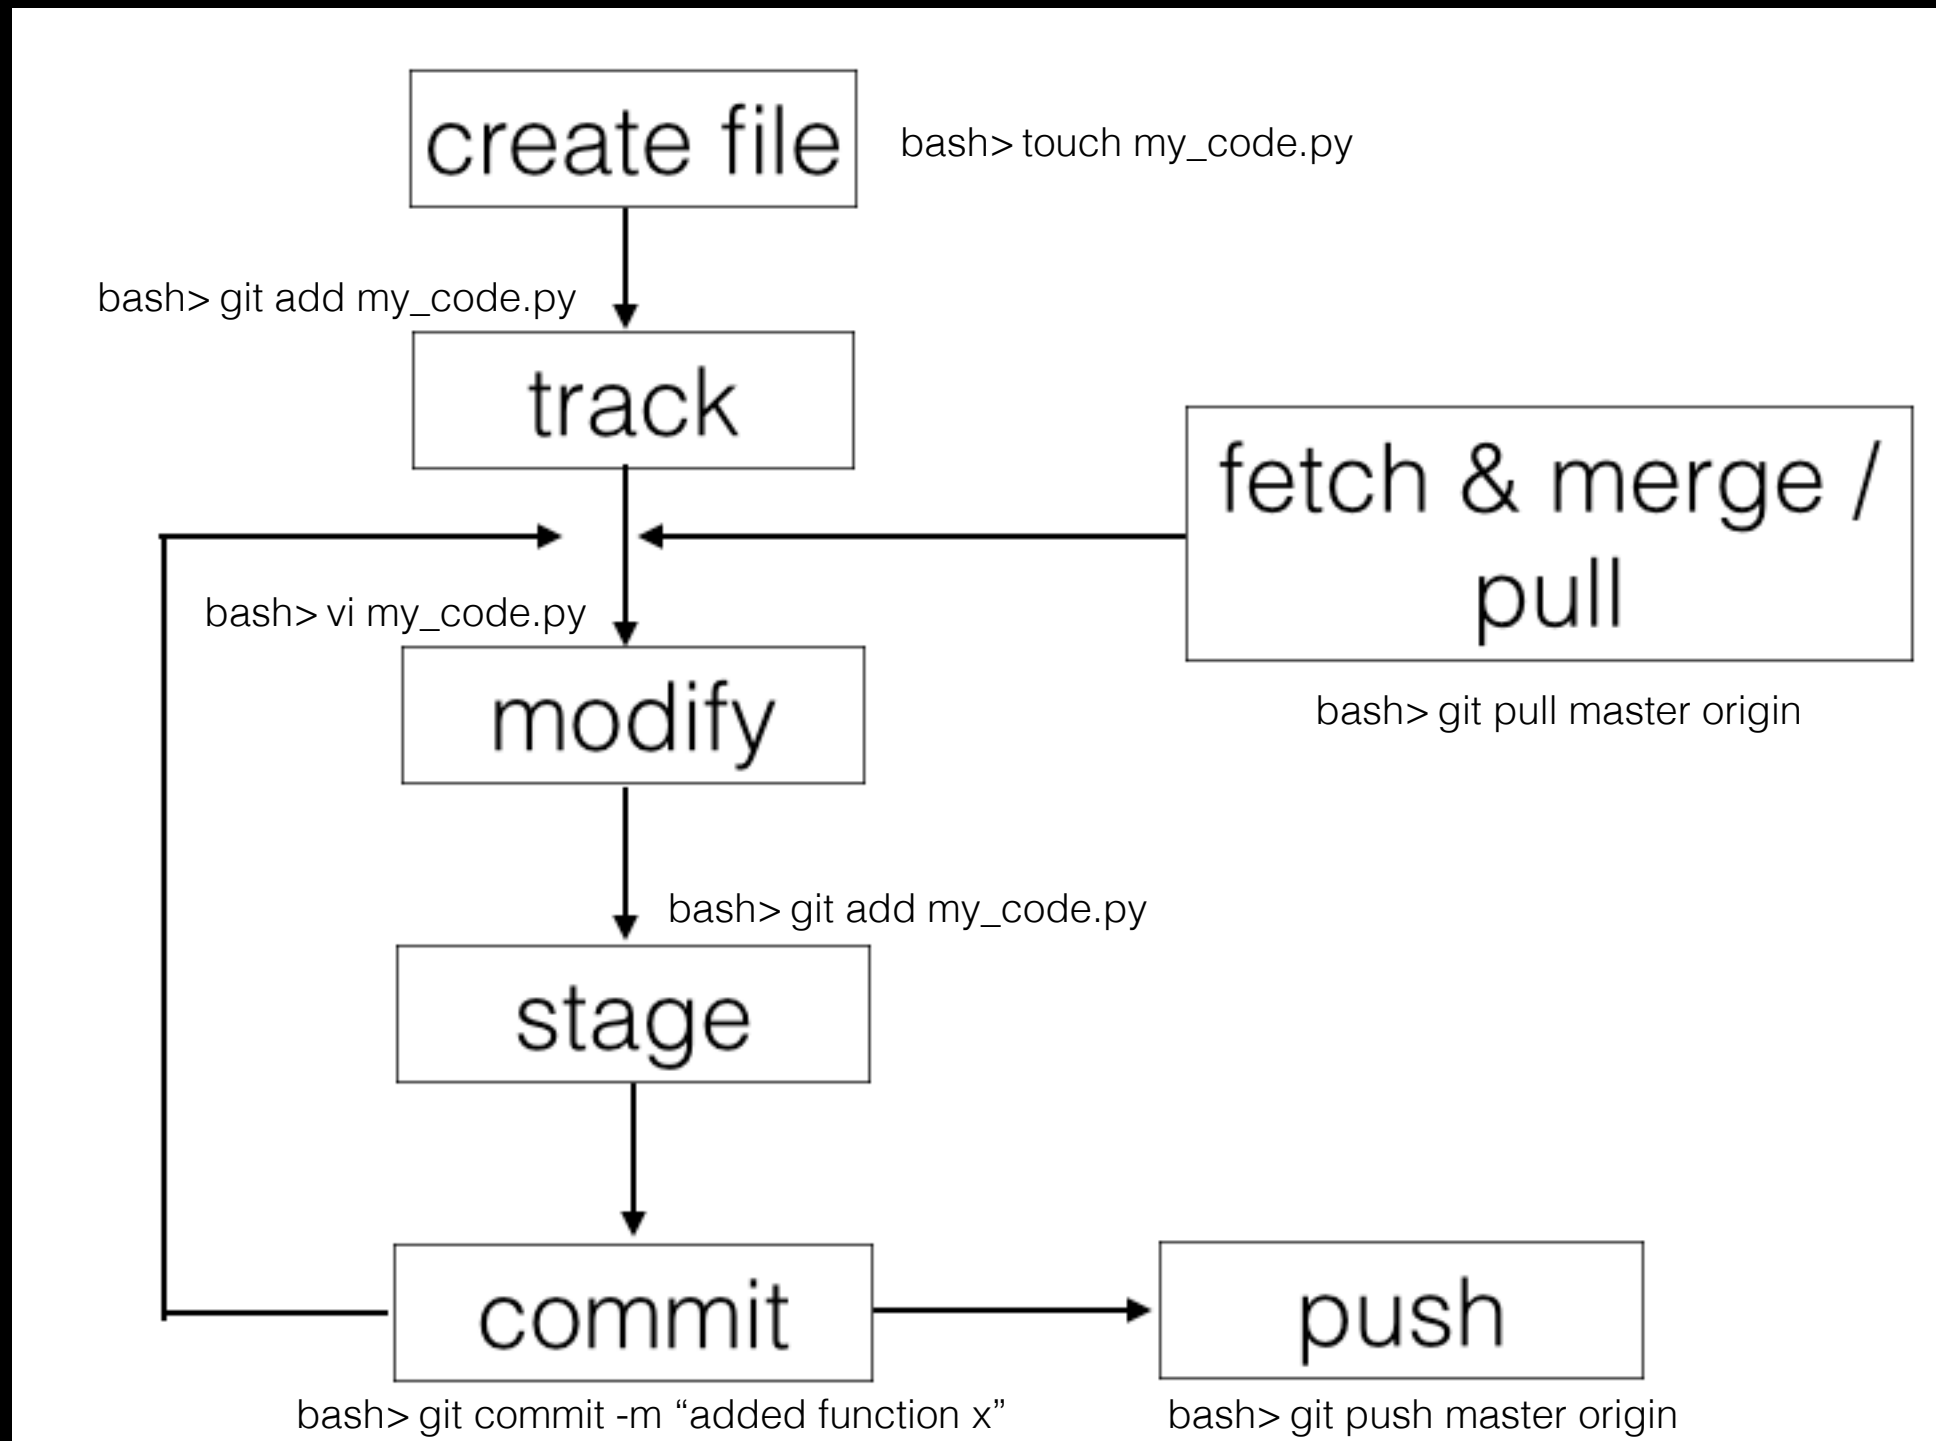 create file
bash> touch my_code.py
bash> git add my_code.py
track
fetch & merge /
pull
bash> vi my_code.py
modify
bash> git pull master origin
bash> git add my_code.py
stage
commit
push
bash> git commit -m “added function x”
bash> git push master origin